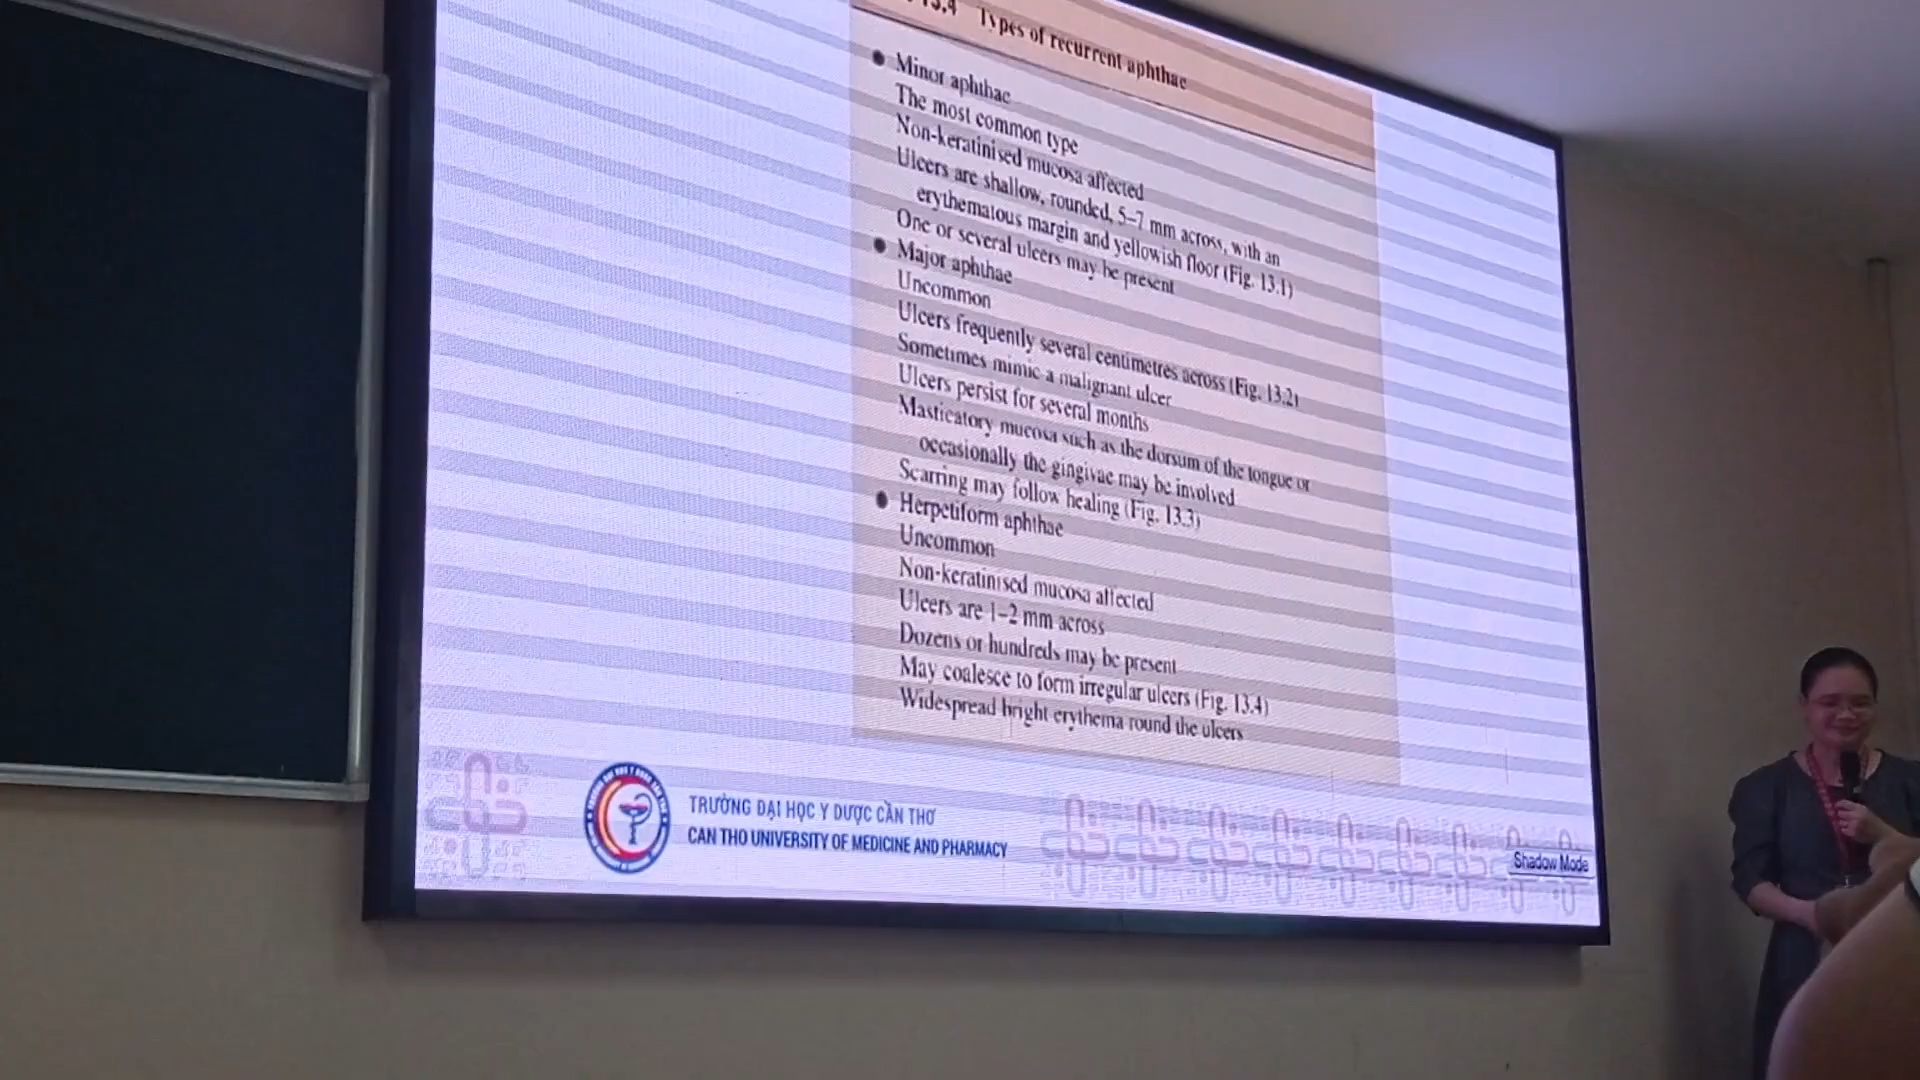 13.4 Types of recurrent aphthae
● Minor aphthae
The most common type
Non-keratinised mucosa affected
Ulcers are shallow, rounded, 5–7 mm across, with an
erythematous margin and yellowish floor (Fig. 13.1)
One or several ulcers may be present
● Major aphthae
Uncommon
Ulcers frequently several centimetres across (Fig. 13.2)
Sometimes mimic a malignant ulcer
Ulcers persist for several months
Masticatory mucosa such as the dorsum of the tongue or
occasionally the gingivae may be involved
Scarring may follow healing (Fig. 13.3)
● Herpetiform aphthae
Uncommon
Non-keratinised mucosa affected
Ulcers are 1–2 mm across
Dozens or hundreds may be present
May coalesce to form irregular ulcers (Fig. 13.4)
Widespread bright erythema round the ulcers
TRƯỜNG ĐẠI HỌC Y DƯỢC CẦN THƠ
CAN THO UNIVERSITY OF MEDICINE AND PHARMACY
Shadow Mode